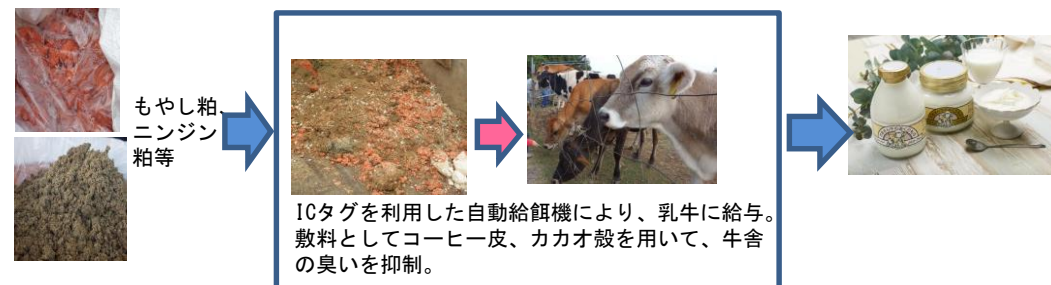 もやし粕、
ニンジン
粕等
ICタグを利用した自動給餌機により、乳牛に給与。
敷料としてコーヒー皮、カカオ殻を用いて、牛舎
の臭いを抑制。